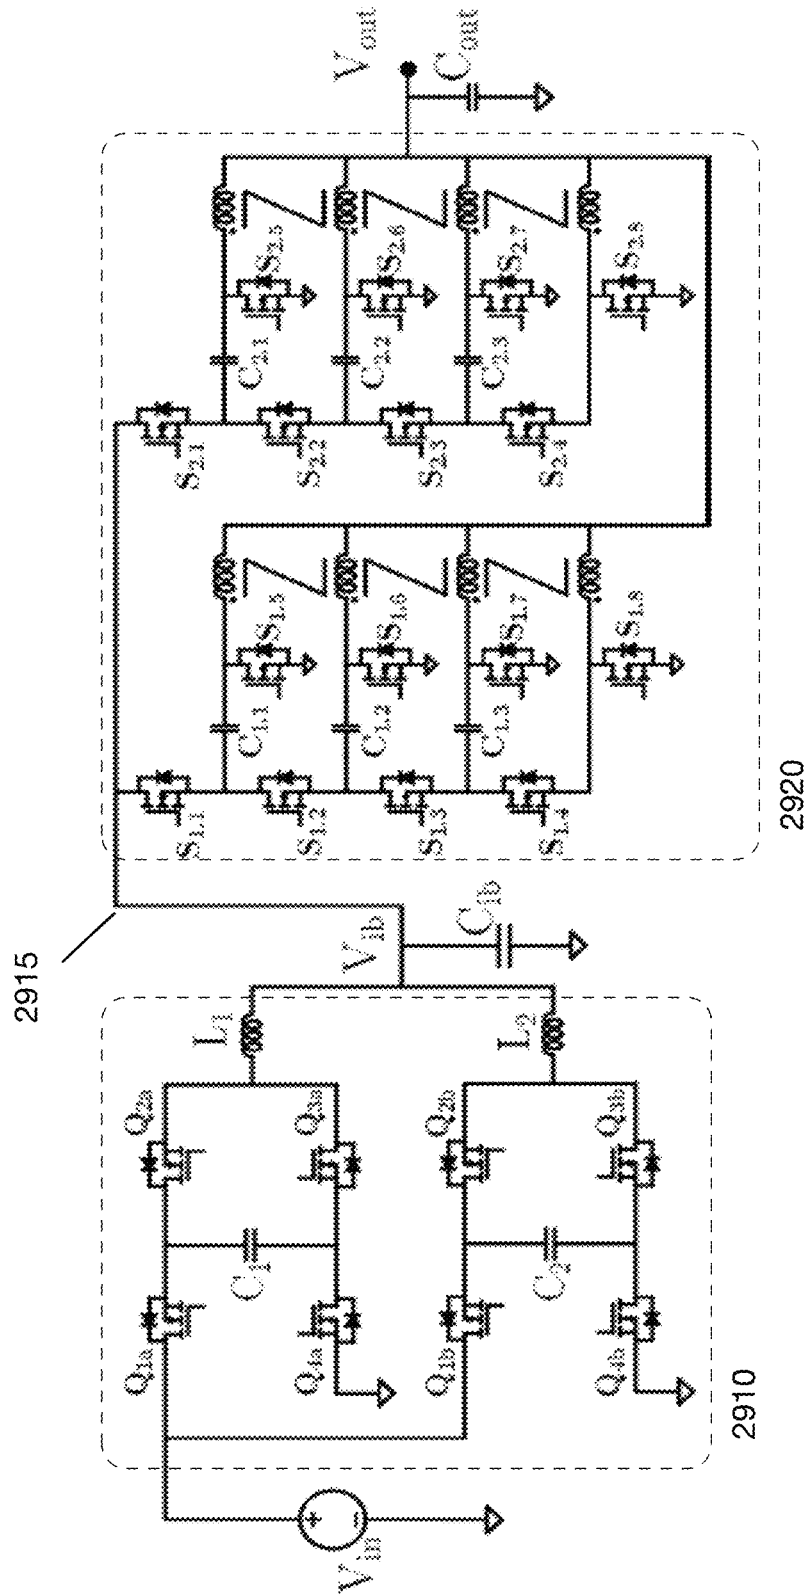 2915
V_in
Q_1a
Q_2a
Q_4a
Q_3a
C_1
L_1
Q_1b
Q_2b
Q_4b
Q_3b
C_2
L_2
2910
V_ib
C_ib
S_1.1
S_1.2
S_1.3
S_1.4
C_1.1
C_1.2
C_1.3
S_1.5
S_1.6
S_1.7
S_1.8
S_2.1
S_2.2
S_2.3
S_2.4
C_2.1
C_2.2
C_2.3
S_2.5
S_2.6
S_2.7
S_2.8
2920
V_out
C_out